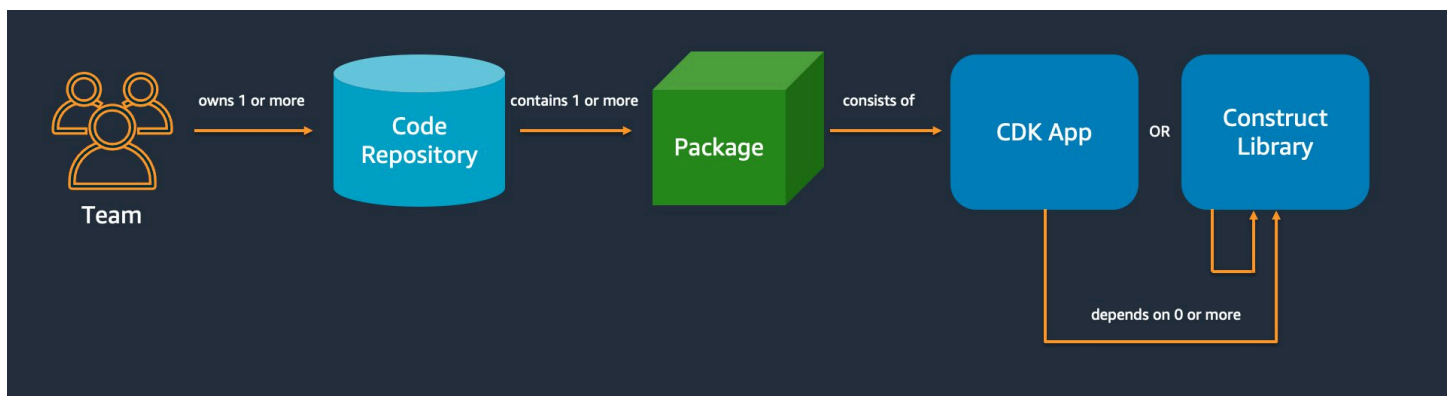 owns 1 or more
contains 1 or more
consists of
Team
Code
Repository
Package
CDK App
OR
Construct
Library
depends on 0 or more